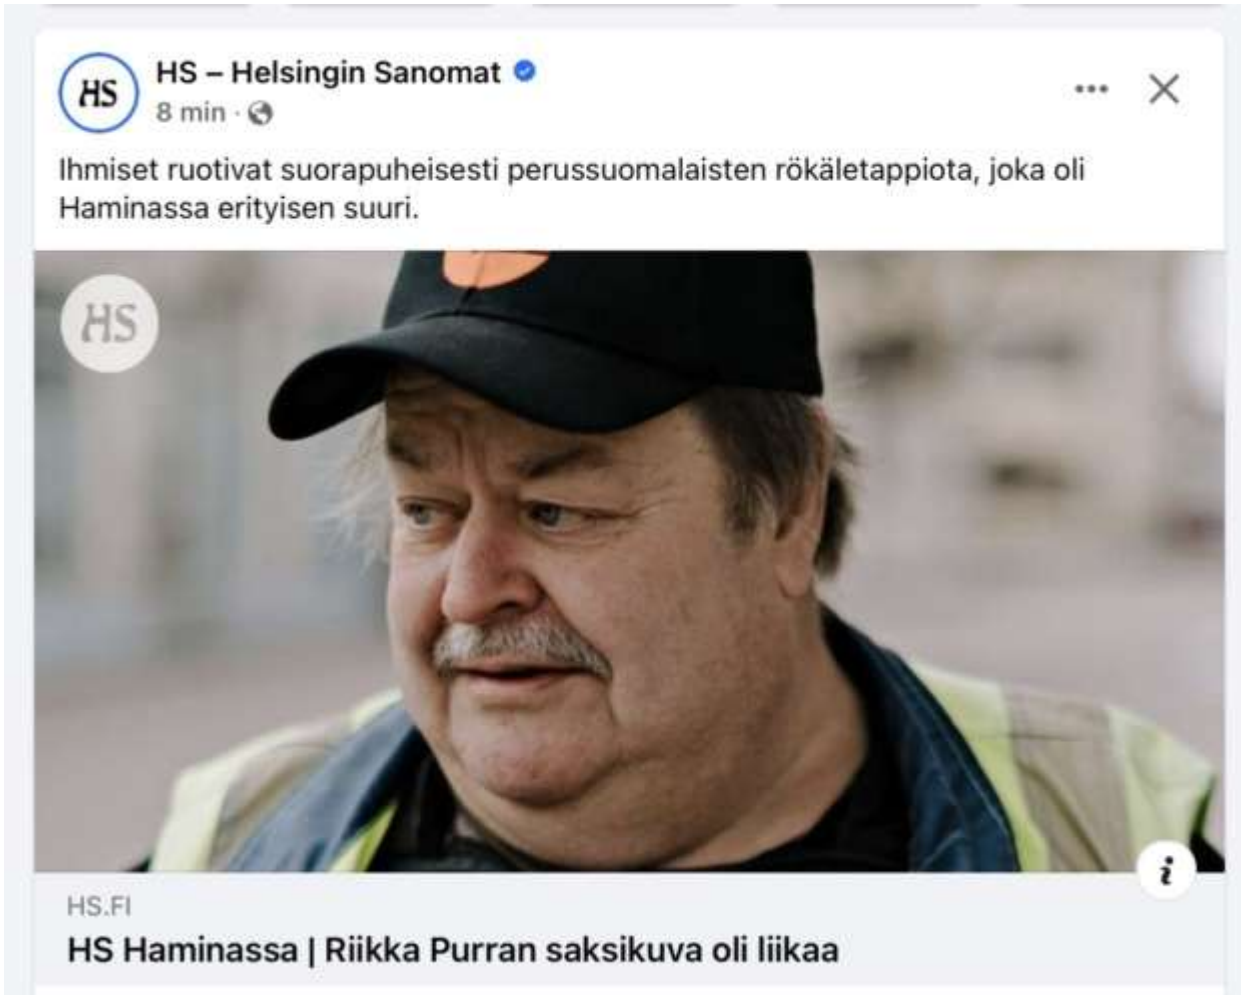 HS
HS – Helsingin Sanomat
8 min ·
Ihmiset ruotivat suorapuheisesti perussuomalaisten rökäletappiota, joka oli
Haminassa erityisen suuri.
HS
i
HS.FI
HS Haminassa | Riikka Purran saksikuva oli liikaa